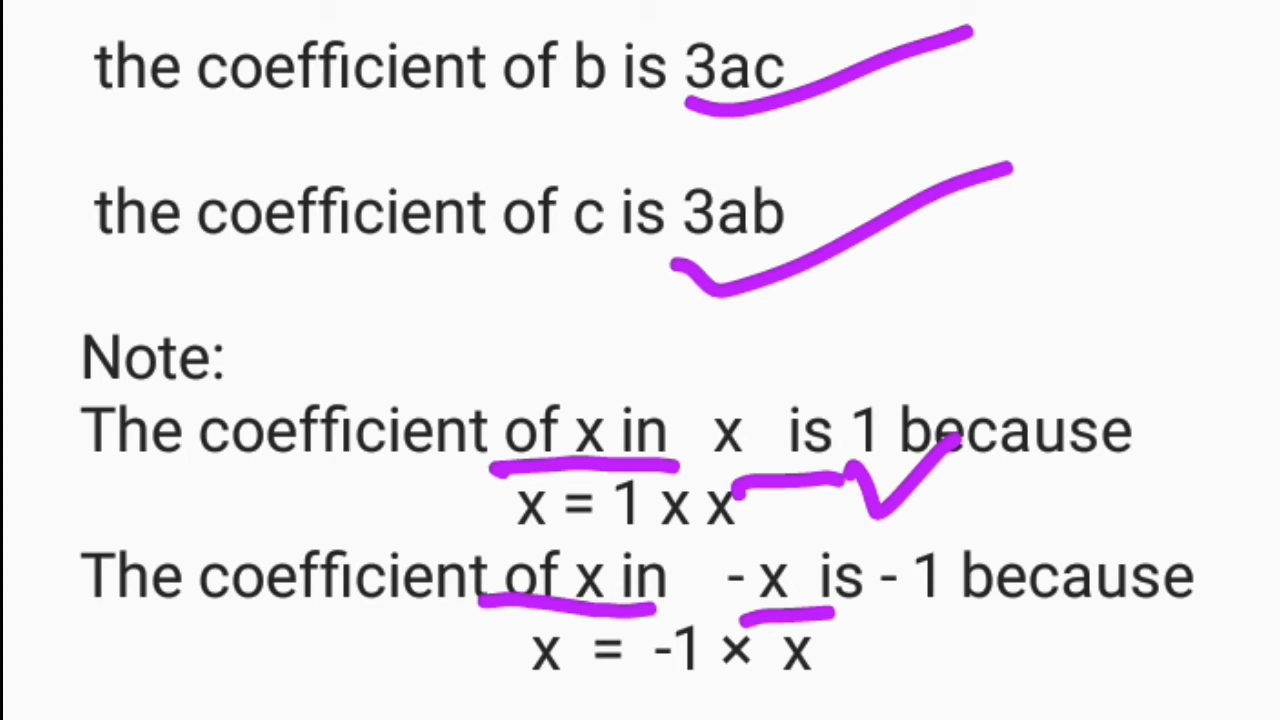 the coefficient of b is 3ac
the coefficient of c is 3ab
Note:
The coefficient of x in x is 1 because
x = 1 x x
The coefficient of x in - x is - 1 because
x = -1 × x